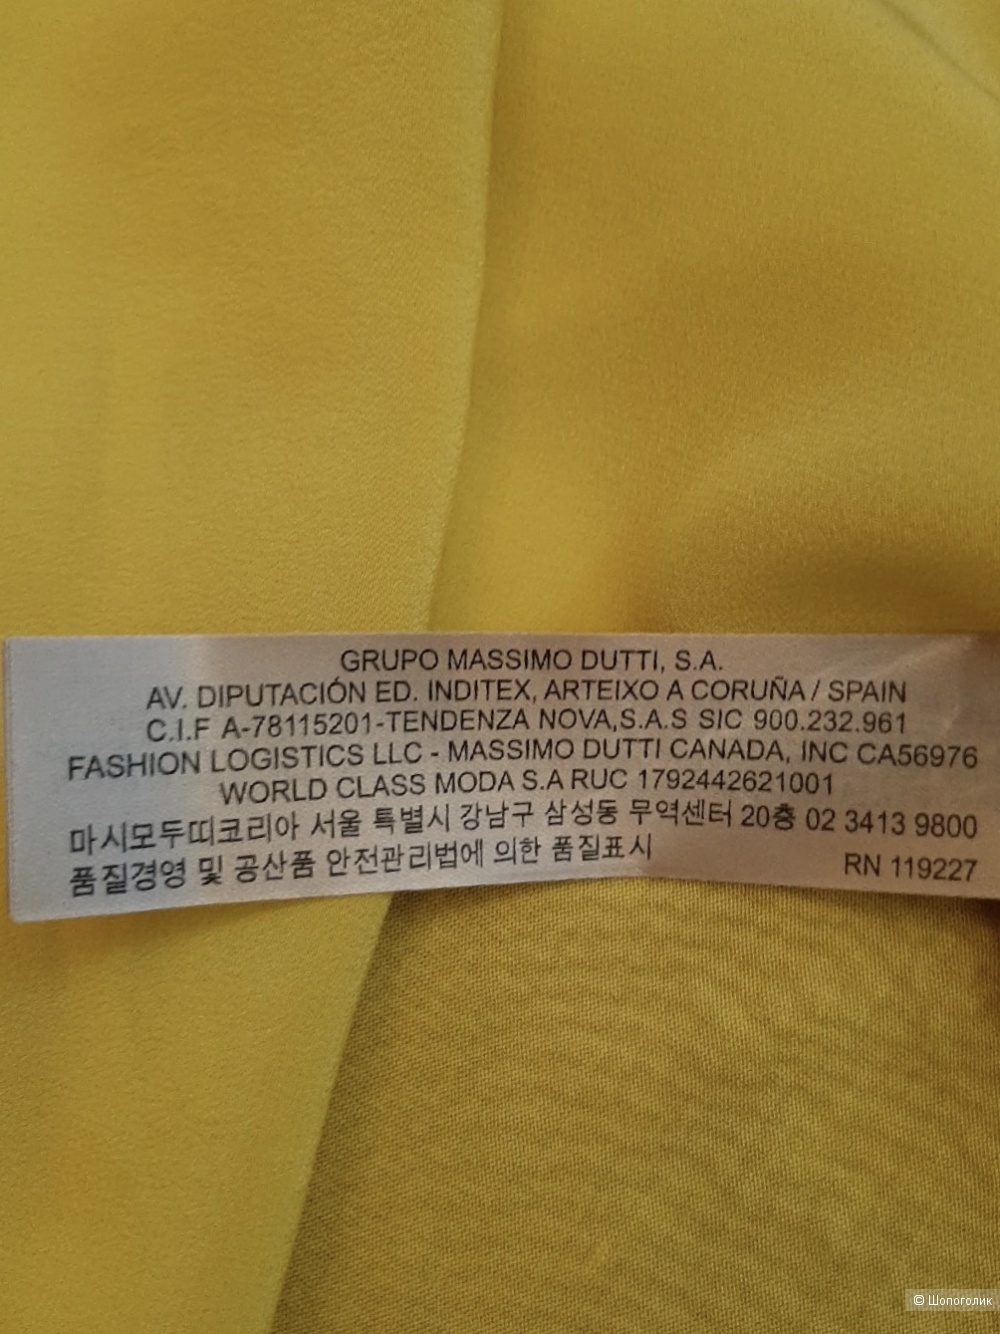 GRUPO MASSIMO DUTTI, S.A.
AV. DIPUTACIÓN ED. INDITEX, ARTEIXO A CORUÑA / SPAIN
C.I.F A-78115201-TENDENZA NOVA,S.A.S SIC 900.232.961
FASHION LOGISTICS LLC - MASSIMO DUTTI CANADA, INC CA56976
WORLD CLASS MODA S.A RUC 1792442621001
마시모두띠코리아 서울 특별시 강남구 삼성동 무역센터 20층 02 3413 9800
품질경영 및 공산품 안전관리법에 의한 품질표시 RN 119227
© Шопоголик